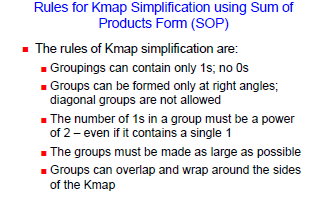 Rules for Kmap Simplification using Sum of
Products Form (SOP)
The rules of Kmap simplification are:
Groupings can contain only 1s; no 0s
Groups can be formed only at right angles;
diagonal groups are not allowed
The number of 1s in a group must be a power
of 2 – even if it contains a single 1
The groups must be made as large as possible
Groups can overlap and wrap around the sides
of the Kmap